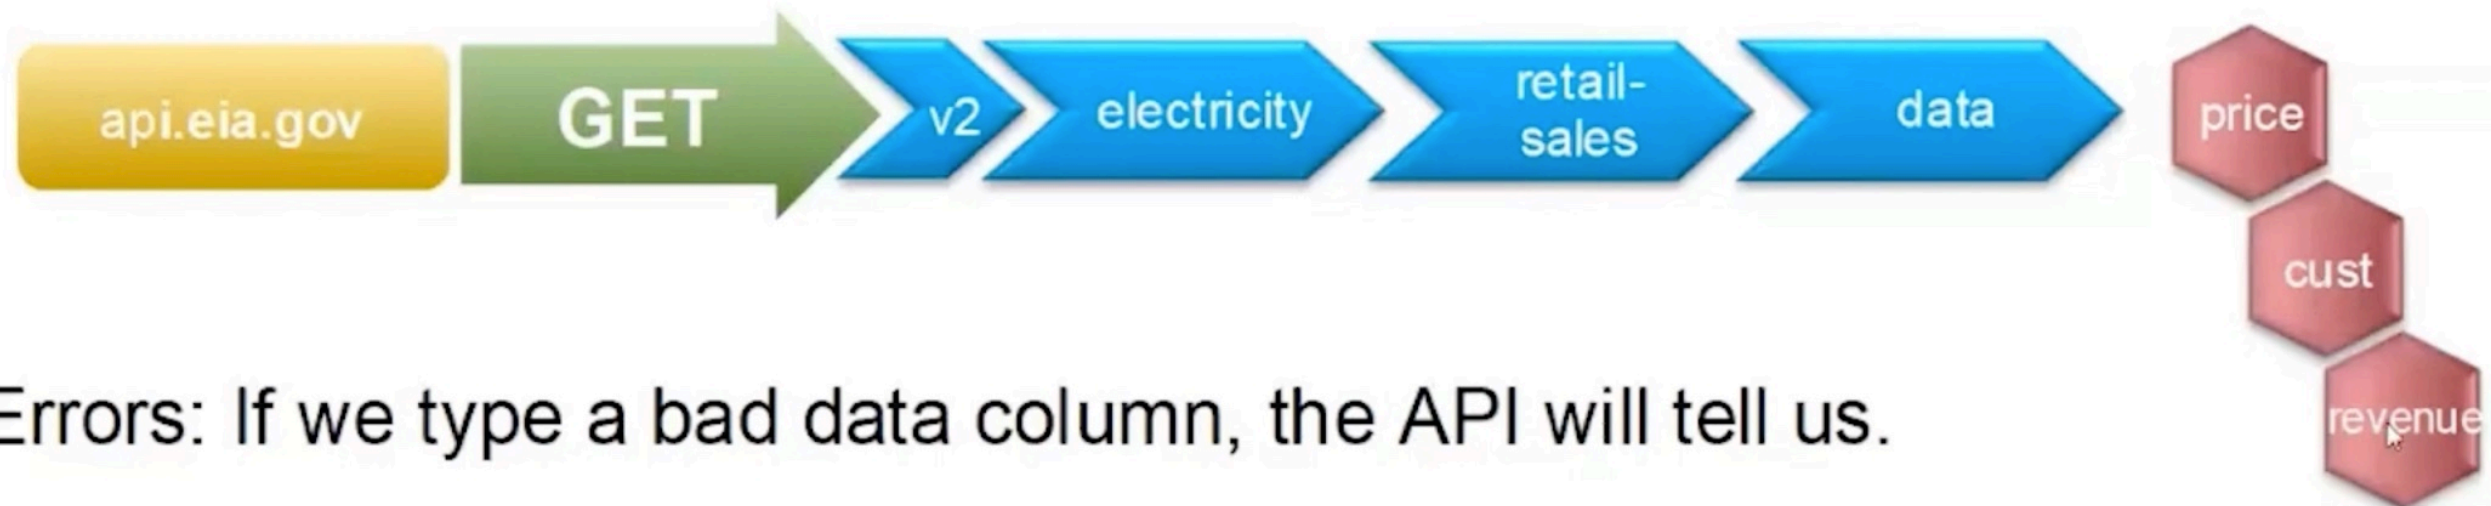 api.eia.gov
GET
v2
electricity
retail-
sales
data
price
cust
revenue
Errors: If we type a bad data column, the API will tell us.